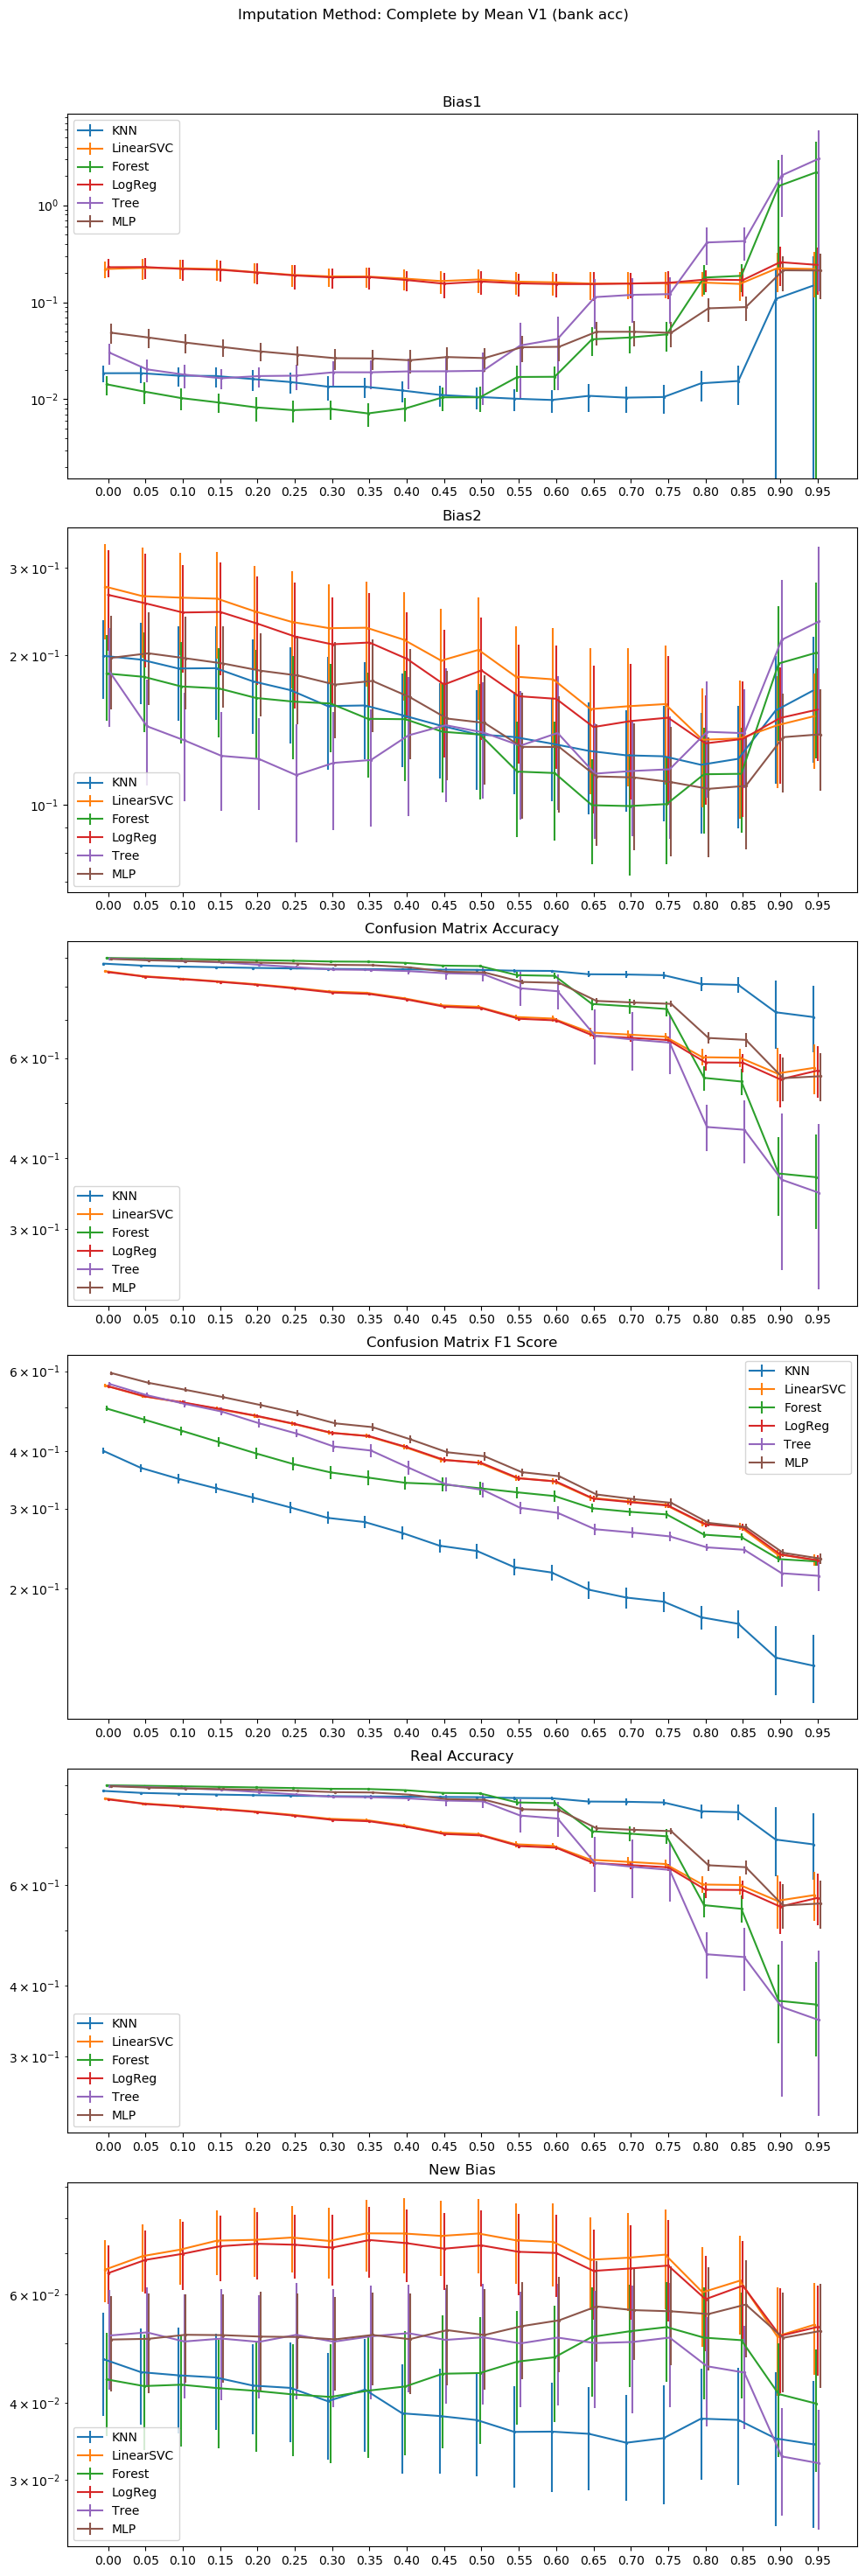 Imputation Method: Complete by Mean V1 (bank acc)
Bias1
10⁰
10⁻¹
10⁻²
KNN
LinearSVC
Forest
LogReg
Tree
MLP
0.00 0.05 0.10 0.15 0.20 0.25 0.30 0.35 0.40 0.45 0.50 0.55 0.60 0.65 0.70 0.75 0.80 0.85 0.90 0.95
Bias2
3 × 10⁻¹
2 × 10⁻¹
10⁻¹
KNN
LinearSVC
Forest
LogReg
Tree
MLP
0.00 0.05 0.10 0.15 0.20 0.25 0.30 0.35 0.40 0.45 0.50 0.55 0.60 0.65 0.70 0.75 0.80 0.85 0.90 0.95
Confusion Matrix Accuracy
6 × 10⁻¹
4 × 10⁻¹
3 × 10⁻¹
KNN
LinearSVC
Forest
LogReg
Tree
MLP
0.00 0.05 0.10 0.15 0.20 0.25 0.30 0.35 0.40 0.45 0.50 0.55 0.60 0.65 0.70 0.75 0.80 0.85 0.90 0.95
Confusion Matrix F1 Score
6 × 10⁻¹
4 × 10⁻¹
3 × 10⁻¹
2 × 10⁻¹
KNN
LinearSVC
Forest
LogReg
Tree
MLP
0.00 0.05 0.10 0.15 0.20 0.25 0.30 0.35 0.40 0.45 0.50 0.55 0.60 0.65 0.70 0.75 0.80 0.85 0.90 0.95
Real Accuracy
6 × 10⁻¹
4 × 10⁻¹
3 × 10⁻¹
KNN
LinearSVC
Forest
LogReg
Tree
MLP
0.00 0.05 0.10 0.15 0.20 0.25 0.30 0.35 0.40 0.45 0.50 0.55 0.60 0.65 0.70 0.75 0.80 0.85 0.90 0.95
New Bias
6 × 10⁻²
4 × 10⁻²
3 × 10⁻²
KNN
LinearSVC
Forest
LogReg
Tree
MLP
0.00 0.05 0.10 0.15 0.20 0.25 0.30 0.35 0.40 0.45 0.50 0.55 0.60 0.65 0.70 0.75 0.80 0.85 0.90 0.95